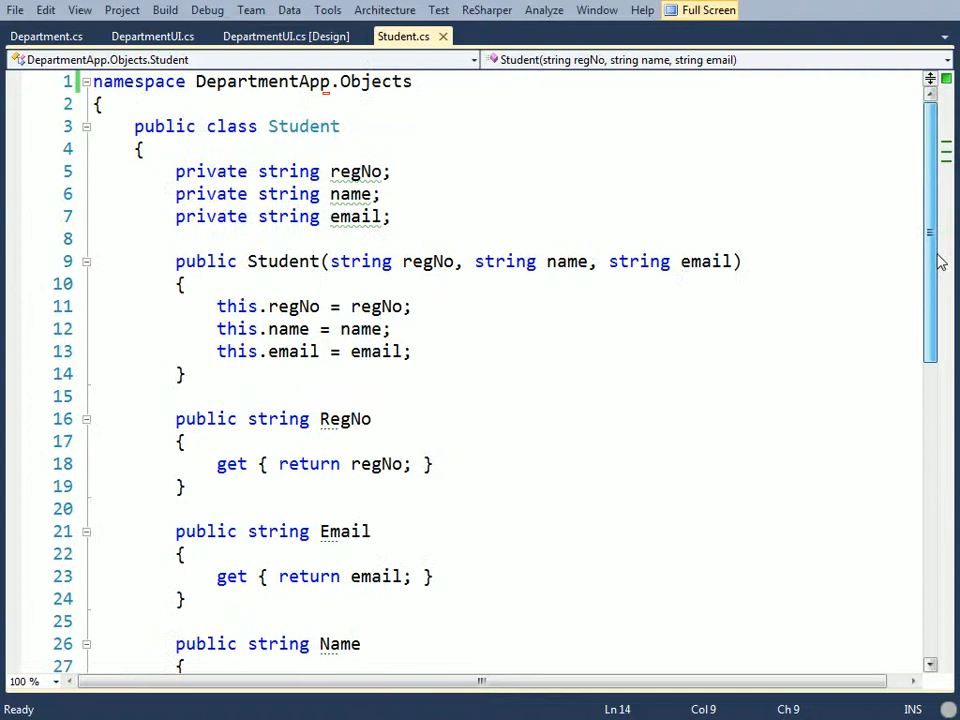 File Edit View Project Build Debug Team Data Tools Architecture Test ReSharper Analyze Window Help Full Screen
Department.cs DepartmentUI.cs DepartmentUI.cs [Design] Student.cs
DepartmentApp.Objects.Student Student(string regNo, string name, string email)
1 namespace DepartmentApp.Objects
2 {
3 public class Student
4 {
5 private string regNo;
6 private string name;
7 private string email;
8
9 public Student(string regNo, string name, string email)
10 {
11 this.regNo = regNo;
12 this.name = name;
13 this.email = email;
14 }
15
16 public string RegNo
17 {
18 get { return regNo; }
19 }
20
21 public string Email
22 {
23 get { return email; }
24 }
25
26 public string Name
27 {
100 %
Ready Ln 14 Col 9 Ch 9 INS